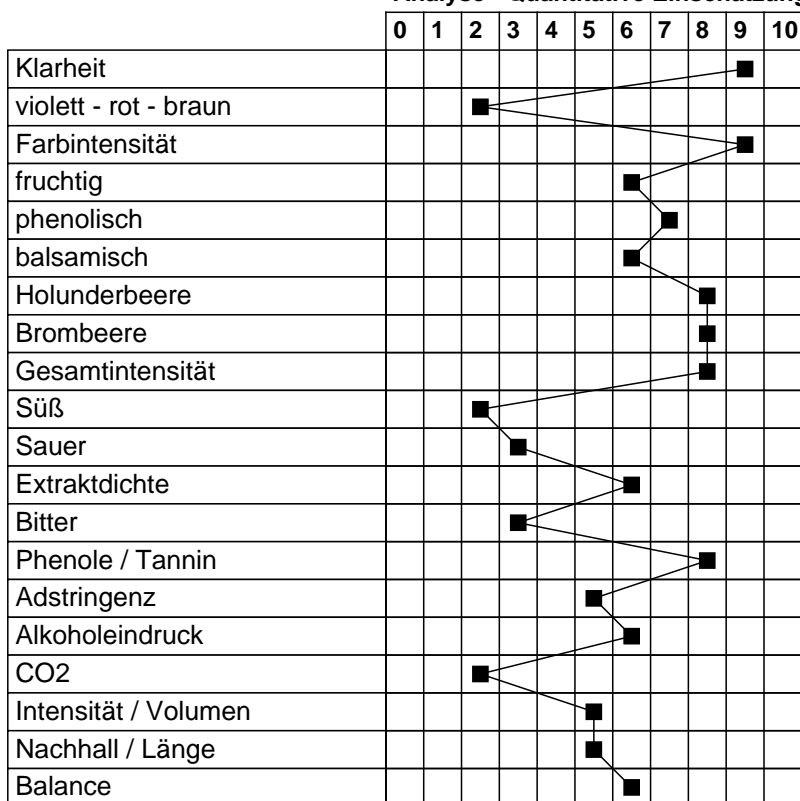 Analyse - Quantitative Einschätzung
0 1 2 3 4 5 6 7 8 9 10
Klarheit
violett - rot - braun
Farbintensität
fruchtig
phenolisch
balsamisch
Holunderbeere
Brombeere
Gesamtintensität
Süß
Sauer
Extraktdichte
Bitter
Phenole / Tannin
Adstringenz
Alkoholeindruck
CO2
Intensität / Volumen
Nachhall / Länge
Balance